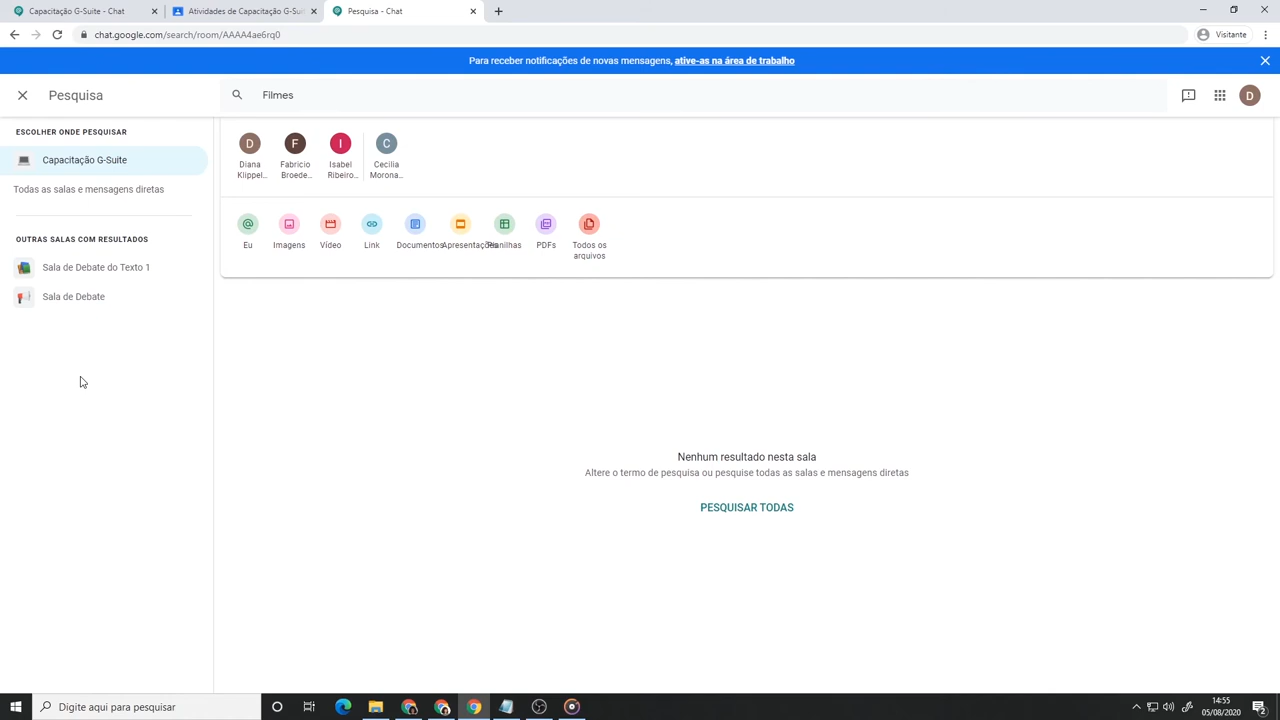 Capacitação G-Suite - Chat
Atividades de Capacitação G-Suite
Pesquisa - Chat
chat.google.com/search/room/AAAA4ae6rq0
Visitante
Para receber notificações de novas mensagens, ative-as na área de trabalho
Pesquisa
Filmes
D
ESCOLHER ONDE PESQUISAR
Capacitação G-Suite
Todas as salas e mensagens diretas
OUTRAS SALAS COM RESULTADOS
Sala de Debate do Texto 1
Sala de Debate
D F I C
Diana Klippel...
Fabricio Broede...
Isabel Ribeiro...
Cecilia Morona...
Eu
Imagens
Vídeo
Link
Documentos
Apresentações
Planilhas
PDFs
Todos os arquivos
Nenhum resultado nesta sala
Altere o termo de pesquisa ou pesquise todas as salas e mensagens diretas
PESQUISAR TODAS
Digite aqui para pesquisar
14:55
05/08/2020
2